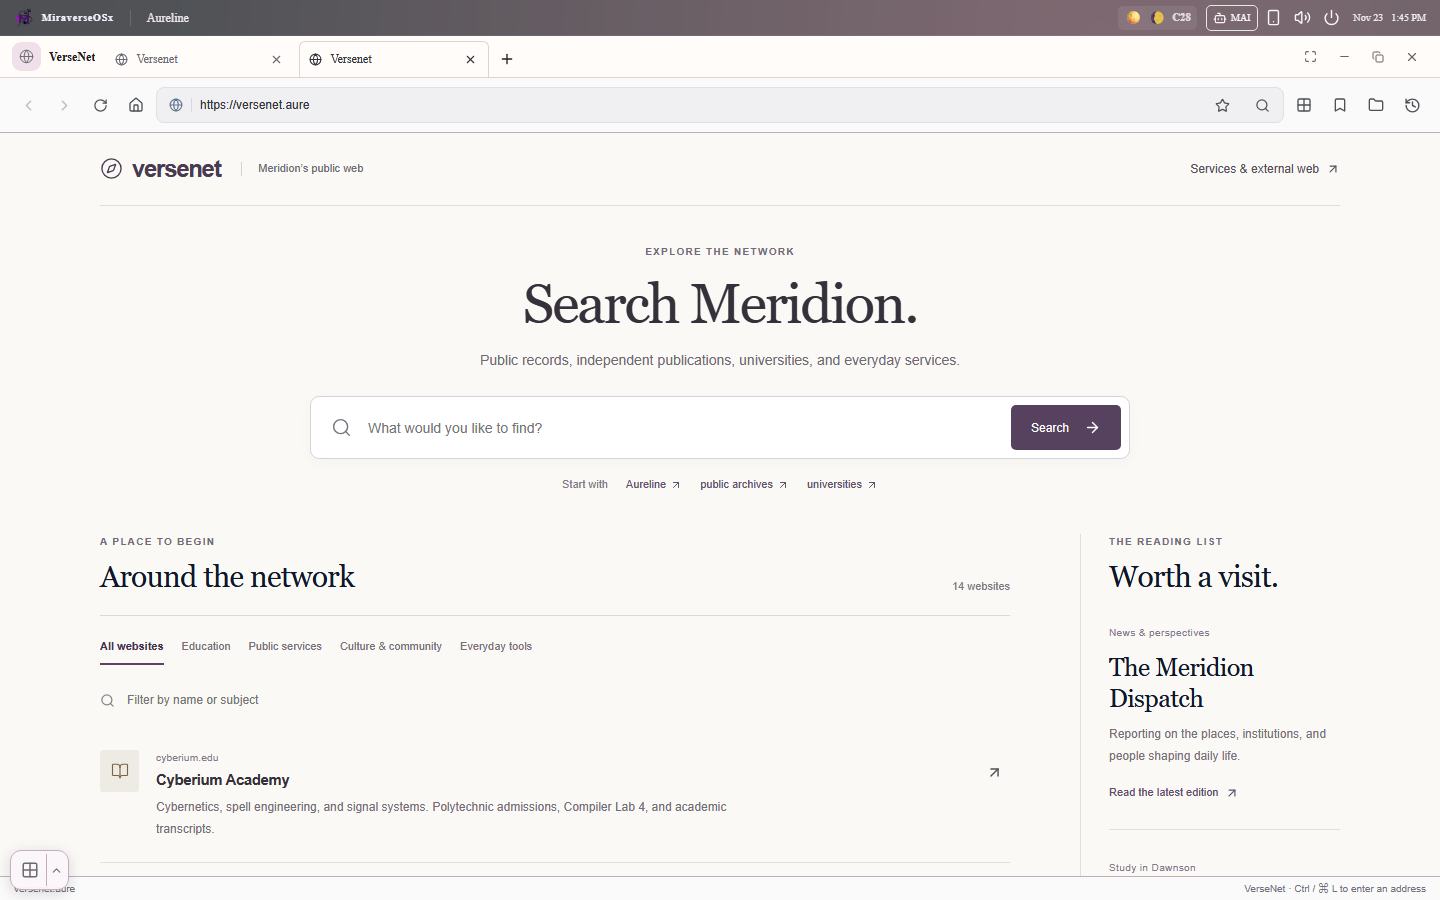 MiraverseOSx
Aureline
C28
MAI
Nov 23 1:45 PM
VerseNet
Versenet
Versenet
https://versenet.aure
versenet
Meridion's public web
Services & external web
EXPLORE THE NETWORK
Search Meridion.
Public records, independent publications, universities, and everyday services.
What would you like to find?
Search
Start with Aureline public archives universities
A PLACE TO BEGIN
Around the network
14 websites
All websites Education Public services Culture & community Everyday tools
Filter by name or subject
cyberium.edu
Cyberium Academy
Cybernetics, spell engineering, and signal systems. Polytechnic admissions, Compiler Lab 4, and academic
transcripts.
THE READING LIST
Worth a visit.
News & perspectives
The Meridion
Dispatch
Reporting on the places, institutions, and
people shaping daily life.
Read the latest edition
Study in Dawnson
versenet.aure
VerseNet · Ctrl / ⌘ L to enter an address